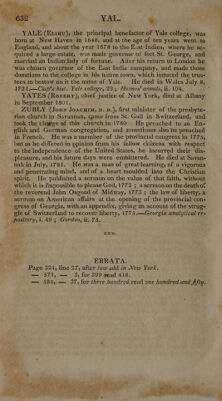 652 YAL.
YALE (Elihu), the principal benefactor of Yale college, was
born at New Haven in 1648, and at the age of ten years went to
England, and about the year 1678 to the East Indies, where he ac-
quired a large estate, was made governor of fort St. George, and
married an Indian lady of fortune. After his return to London he
was chosen governor of the East India company, and made those
donations to the college in his native town, which induced the trus-
tees to bestow on it the name of Yale. He died in Wales July 8,
1721.—Clap's hist. Yale college, 29; Holmes' annals, ii. 104.
YATES (Robert), chief justice of New York, died at Albany
in September 1801.
ZUBLY (John Joachim, d. d.), first minister of the presbyte-
rian church in Savannah, came from St. Gall in Switzerland, and
took the charge of this church in 1760. He preached to an En-
glish and German congregation, and sometimes also he preached
in French. He was a member of the provincial congress in 1775,
but as he differed in opinion from his fellow citizens with respect
to the independence of the United States, he incurred their dis-
pleasure, and his future days were embittered. He died at Savan-
nah in July, 1781. He was a man of great learning, of a vigorous
and penetrating mind, and of a heart moulded into the Christian
spirit. He published a sermon on the value of that faith, without
which it is impossible to please God, 1772; a sermon on the death of
the reverend John Osgood of Midway, 1773; the law of liberty, a
sermon on American affairs at the opening of the provincial con-
gress of Georgia, with an appendix, giving an account of the strug-
gle of Switzerland to recover liberty, 1775.—Georgia analytical re-
pository, i. 49; Gordon, ii. 73.
END.
ERRATA.
Page 321, line 27, after two add in New York.
— 571, — 5, for 399 read 418.
— 584, — 27, for three hundred read one hundred and fifty.